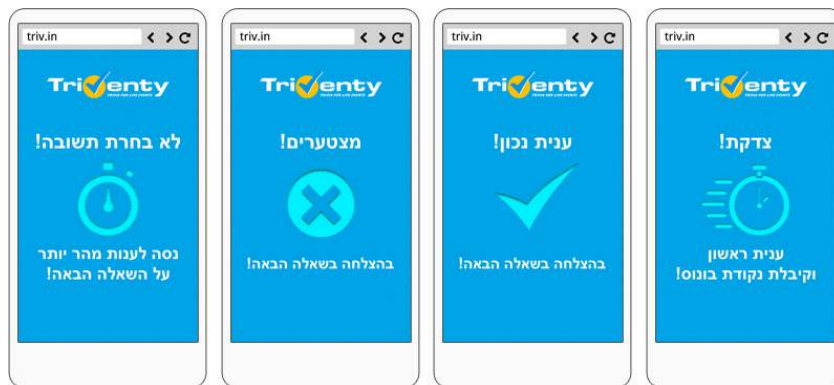 triv.in
Triventy
לא בחרת תשובה!
נסה לענות מהר יותר
על השאלה הבאה!
triv.in
Triventy
מצטערים!
בהצלחה בשאלה הבאה!
triv.in
Triventy
ענית נכון!
בהצלחה בשאלה הבאה!
triv.in
Triventy
צדקת!
ענית ראשון
וקיבלת נקודת בונוס!